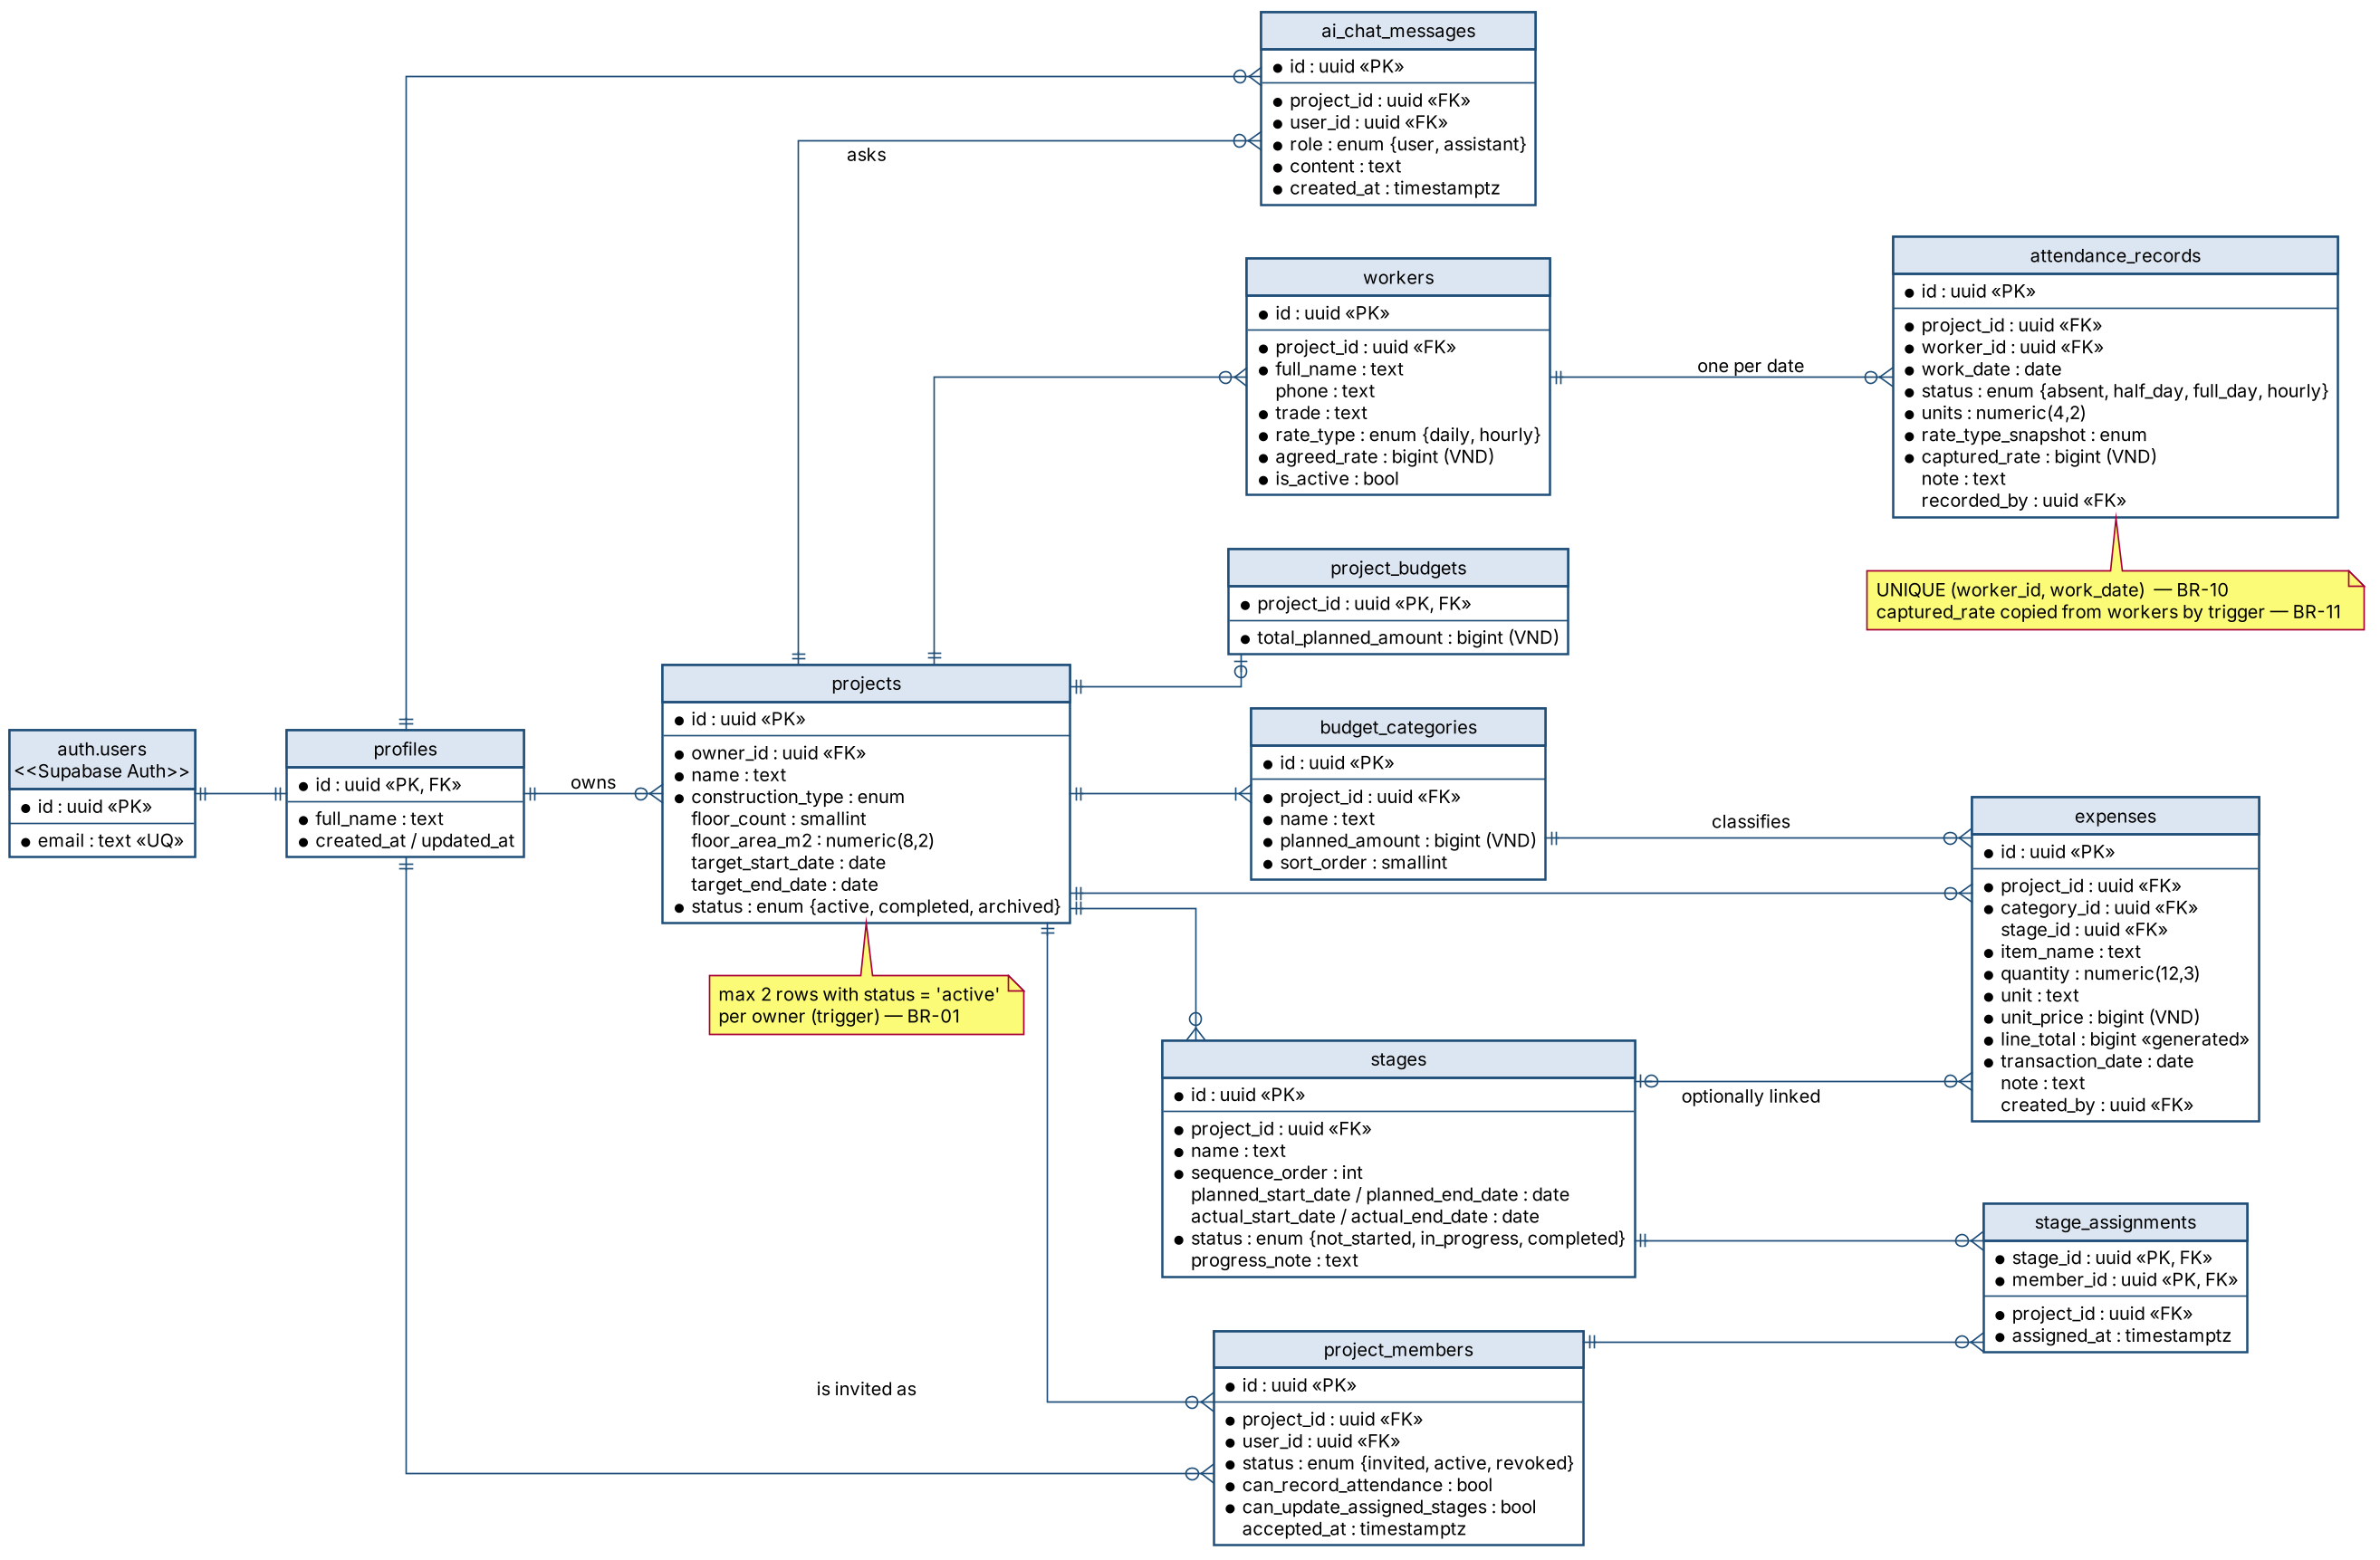 ai_chat_messages
id : uuid «PK»
project_id : uuid «FK»
user_id : uuid «FK»
role : enum {user, assistant}
content : text
created_at : timestamptz
asks
workers
id : uuid «PK»
project_id : uuid «FK»
full_name : text
phone : text
trade : text
rate_type : enum {daily, hourly}
agreed_rate : bigint (VND)
is_active : bool
one per date
attendance_records
id : uuid «PK»
project_id : uuid «FK»
worker_id : uuid «FK»
work_date : date
status : enum {absent, half_day, full_day, hourly}
units : numeric(4,2)
rate_type_snapshot : enum
captured_rate : bigint (VND)
note : text
recorded_by : uuid «FK»
UNIQUE (worker_id, work_date) — BR-10
captured_rate copied from workers by trigger — BR-11
project_budgets
project_id : uuid «PK, FK»
total_planned_amount : bigint (VND)
auth.users
<<Supabase Auth>>
id : uuid «PK»
email : text «UQ»
profiles
id : uuid «PK, FK»
full_name : text
created_at / updated_at
owns
projects
id : uuid «PK»
owner_id : uuid «FK»
name : text
construction_type : enum
floor_count : smallint
floor_area_m2 : numeric(8,2)
target_start_date : date
target_end_date : date
status : enum {active, completed, archived}
max 2 rows with status = 'active'
per owner (trigger) — BR-01
budget_categories
id : uuid «PK»
project_id : uuid «FK»
name : text
planned_amount : bigint (VND)
sort_order : smallint
classifies
expenses
id : uuid «PK»
project_id : uuid «FK»
category_id : uuid «FK»
stage_id : uuid «FK»
item_name : text
quantity : numeric(12,3)
unit : text
unit_price : bigint (VND)
line_total : bigint «generated»
transaction_date : date
note : text
created_by : uuid «FK»
stages
id : uuid «PK»
project_id : uuid «FK»
name : text
sequence_order : int
planned_start_date / planned_end_date : date
actual_start_date / actual_end_date : date
status : enum {not_started, in_progress, completed}
progress_note : text
optionally linked
stage_assignments
stage_id : uuid «PK, FK»
member_id : uuid «PK, FK»
project_id : uuid «FK»
assigned_at : timestamptz
is invited as
project_members
id : uuid «PK»
project_id : uuid «FK»
user_id : uuid «FK»
status : enum {invited, active, revoked}
can_record_attendance : bool
can_update_assigned_stages : bool
accepted_at : timestamptz